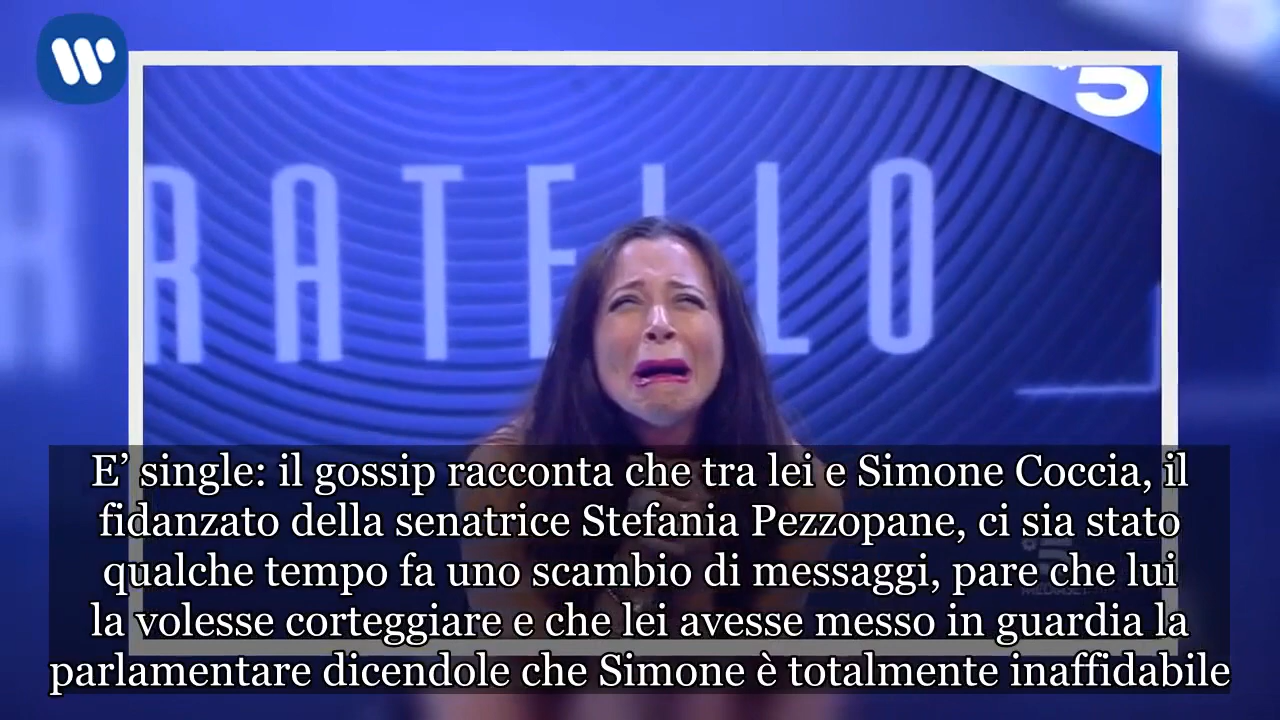 5
RATELLO
E’ single: il gossip racconta che tra lei e Simone Coccia, il
fidanzato della senatrice Stefania Pezzopane, ci sia stato
qualche tempo fa uno scambio di messaggi, pare che lui
la volesse corteggiare e che lei avesse messo in guardia la
parlamentare dicendole che Simone è totalmente inaffidabile